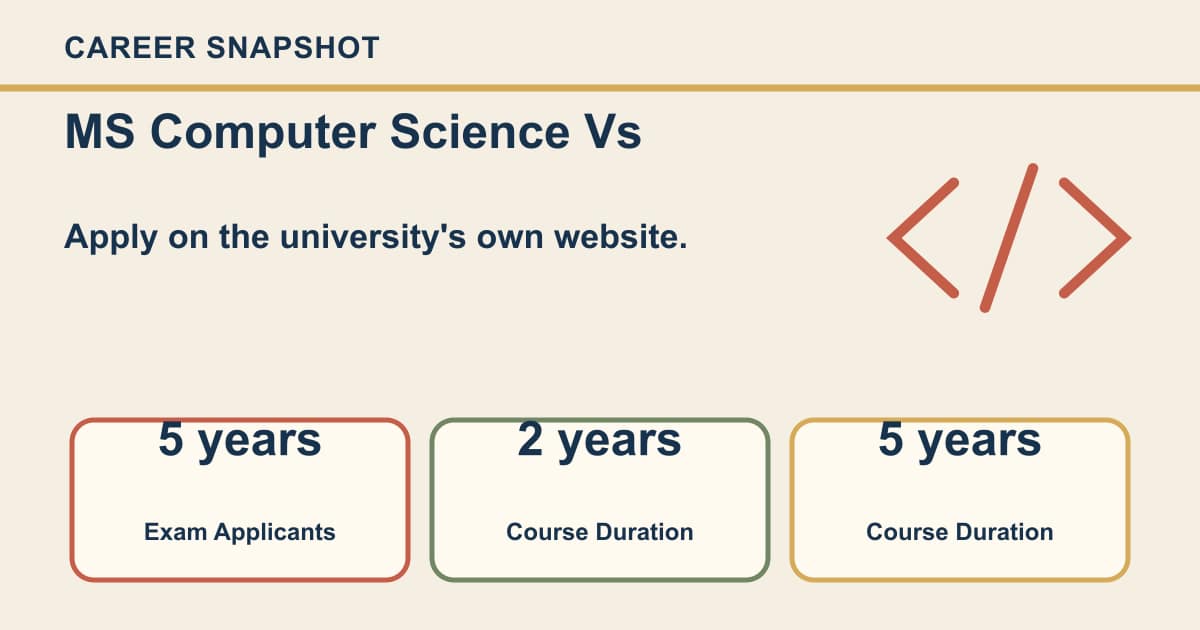 CAREER SNAPSHOT
MS Computer Science Vs
Apply on the university's own website.
5 years
Exam Applicants
2 years
Course Duration
5 years
Course Duration